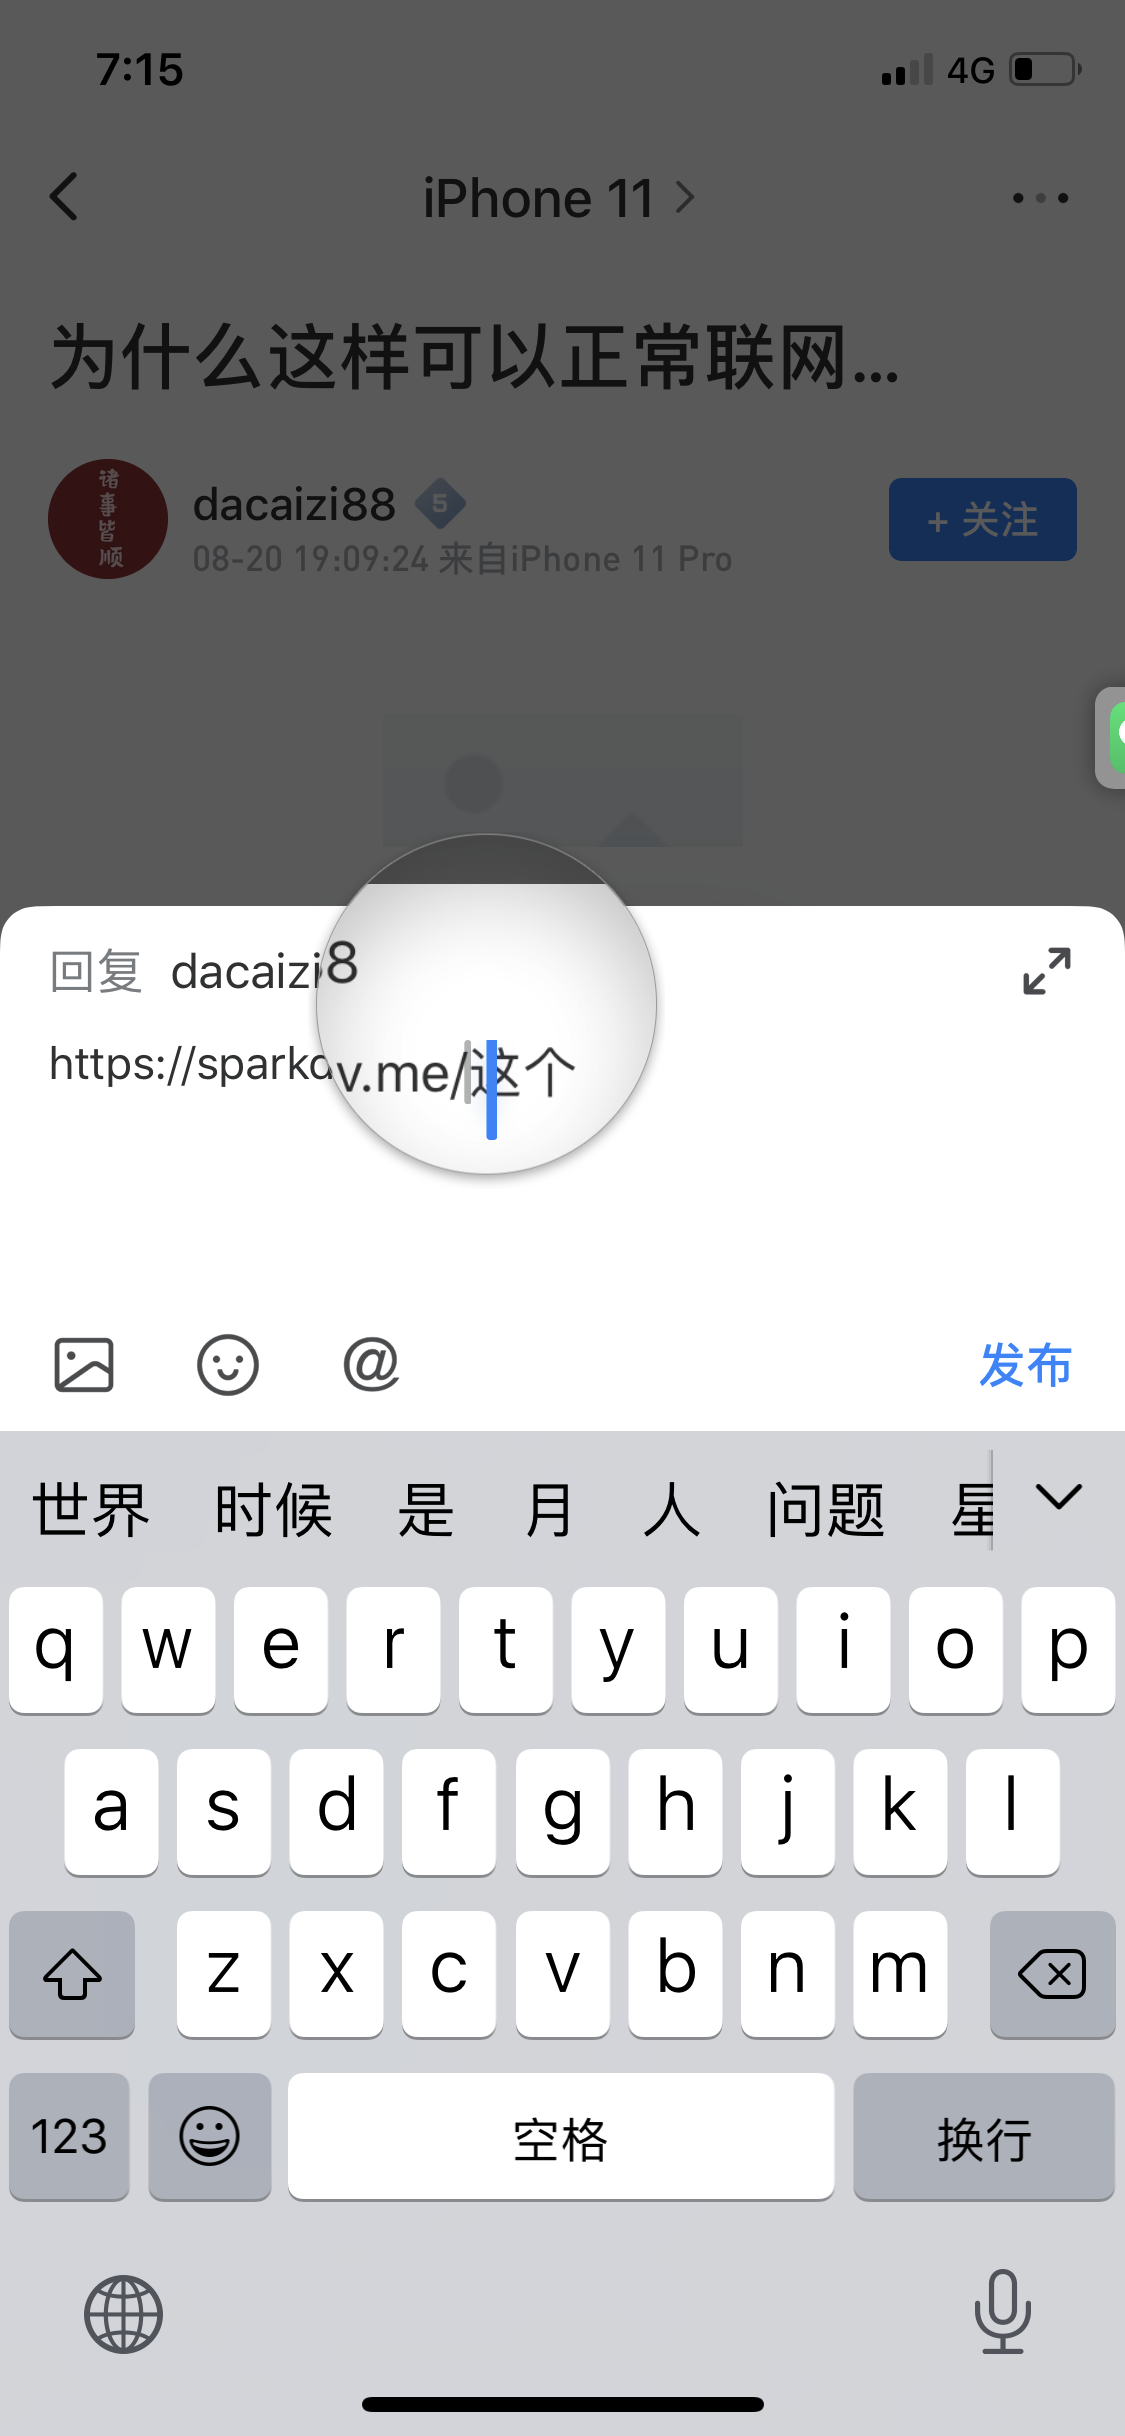 7:15 4G
iPhone 11
为什么这样可以正常联网...
诸事皆顺
dacaizi88 5
08-20 19:09:24 来自iPhone 11 Pro
+ 关注
回复 dacaizi8
https://sparkdv.me/这个
@ 发布
世界 时候 是 月 人 问题
q w e r t y u i o p
a s d f g h j k l
z x c v b n m
123 空格 换行